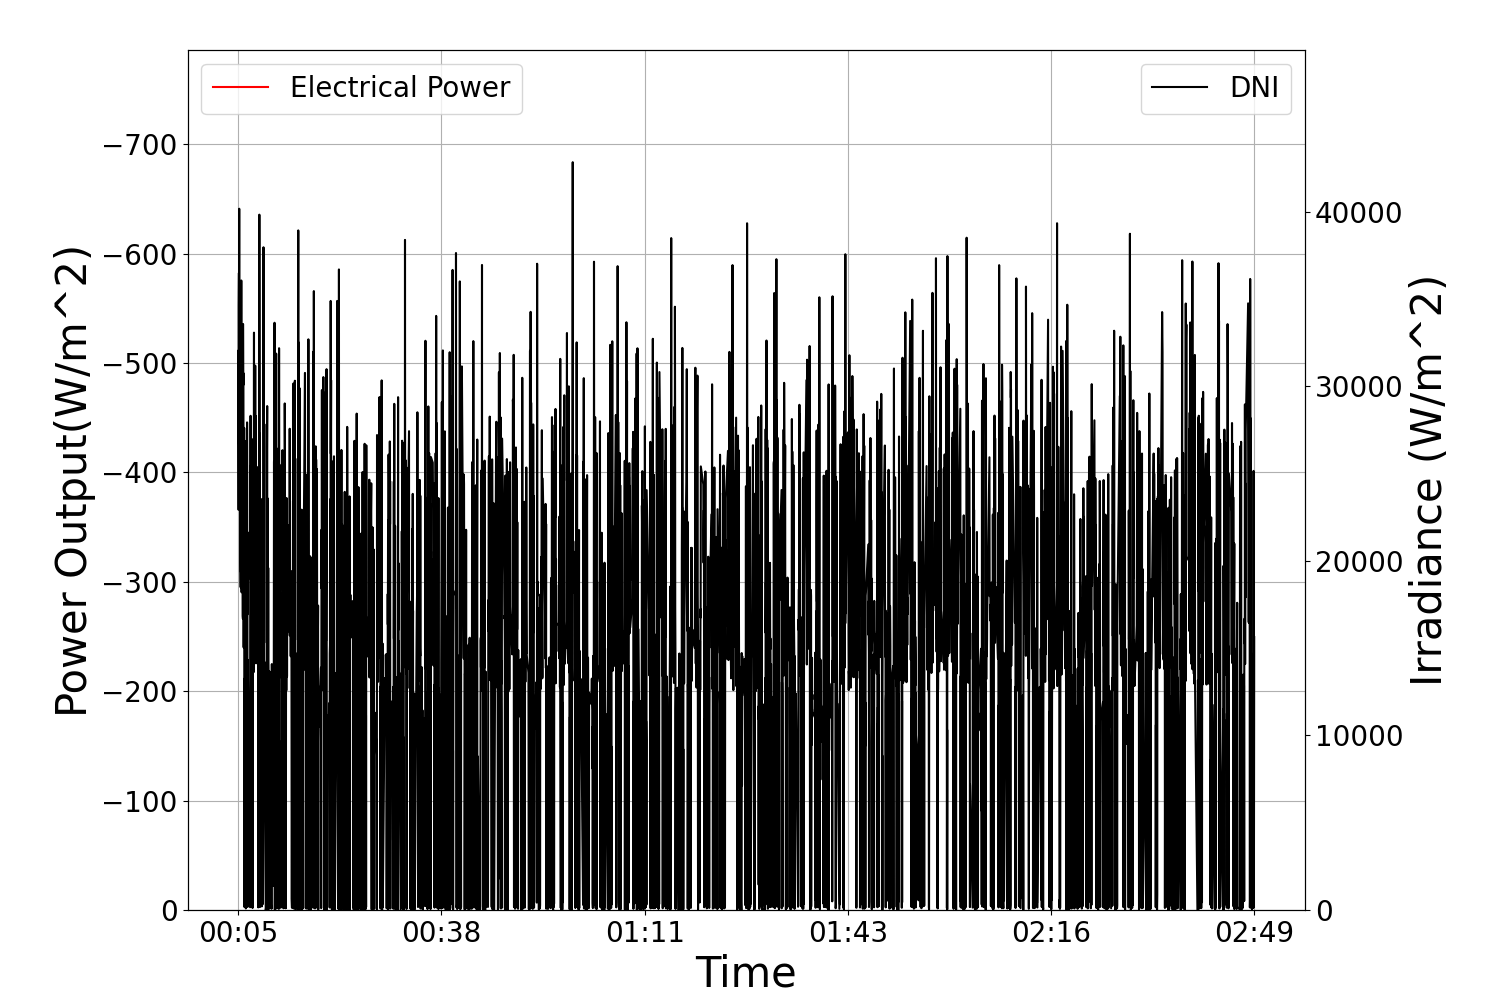 Electrical Power
DNI
Power Output(W/m^2)
−700
−600
−500
−400
−300
−200
−100
0
40000
30000
20000
10000
0
Irradiance (W/m^2)
00:05 00:38 01:11 01:43 02:16 02:49
Time